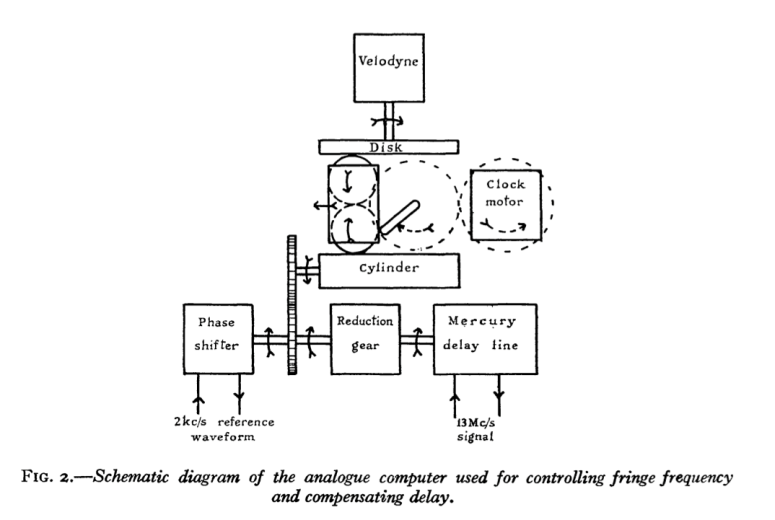 Velodyne
Disk
Clock
motor
Cylinder
Phase
shifter
Reduction
gear
Mercury
delay line
2kc/s reference
waveform
13Mc/s
signal
FIG. 2.—Schematic diagram of the analogue computer used for controlling fringe frequency
and compensating delay.